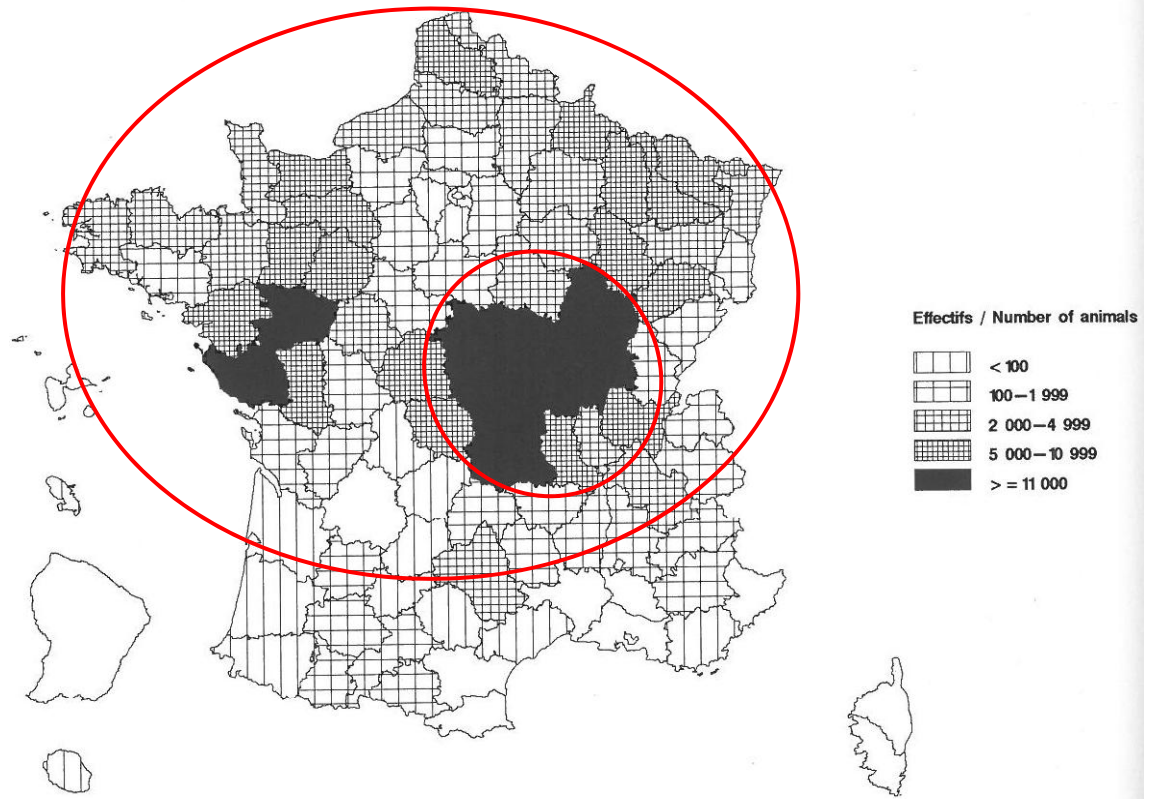 Effectifs / Number of animals
< 100
100—1 999
2 000—4 999
5 000—10 999
> = 11 000